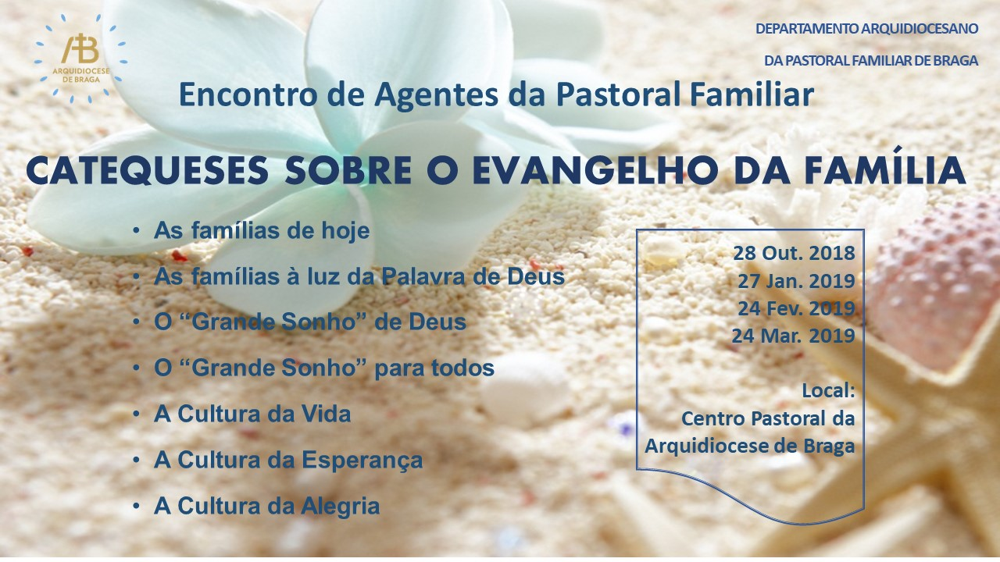 AB
ARQUIDIOCESE
DE BRAGA
DEPARTAMENTO ARQUIDIOCESANO
DA PASTORAL FAMILIAR DE BRAGA
Encontro de Agentes da Pastoral Familiar
CATEQUESES SOBRE O EVANGELHO DA FAMÍLIA
• As famílias de hoje
• As famílias à luz da Palavra de Deus
• O “Grande Sonho” de Deus
• O “Grande Sonho” para todos
• A Cultura da Vida
• A Cultura da Esperança
• A Cultura da Alegria
28 Out. 2018
27 Jan. 2019
24 Fev. 2019
24 Mar. 2019
Local:
Centro Pastoral da
Arquidiocese de Braga